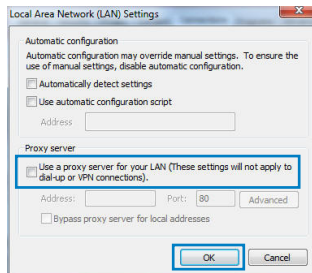 Local Area Network (LAN) Settings
Automatic configuration
Automatic configuration may override manual settings. To ensure the
use of manual settings, disable automatic configuration.
Automatically detect settings
Use automatic configuration script
Address
Proxy server
Use a proxy server for your LAN (These settings will not apply to
dial-up or VPN connections).
Address: Port: 80 Advanced
Bypass proxy server for local addresses
OK Cancel